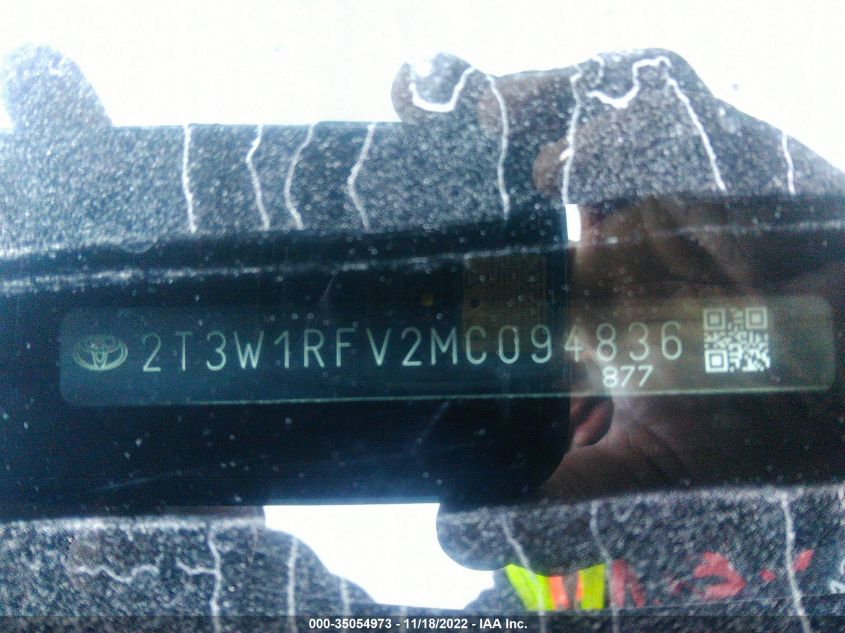 2T3W1RFV2MC094836
877
000-35054973 - 11/18/2022 - IAA Inc.